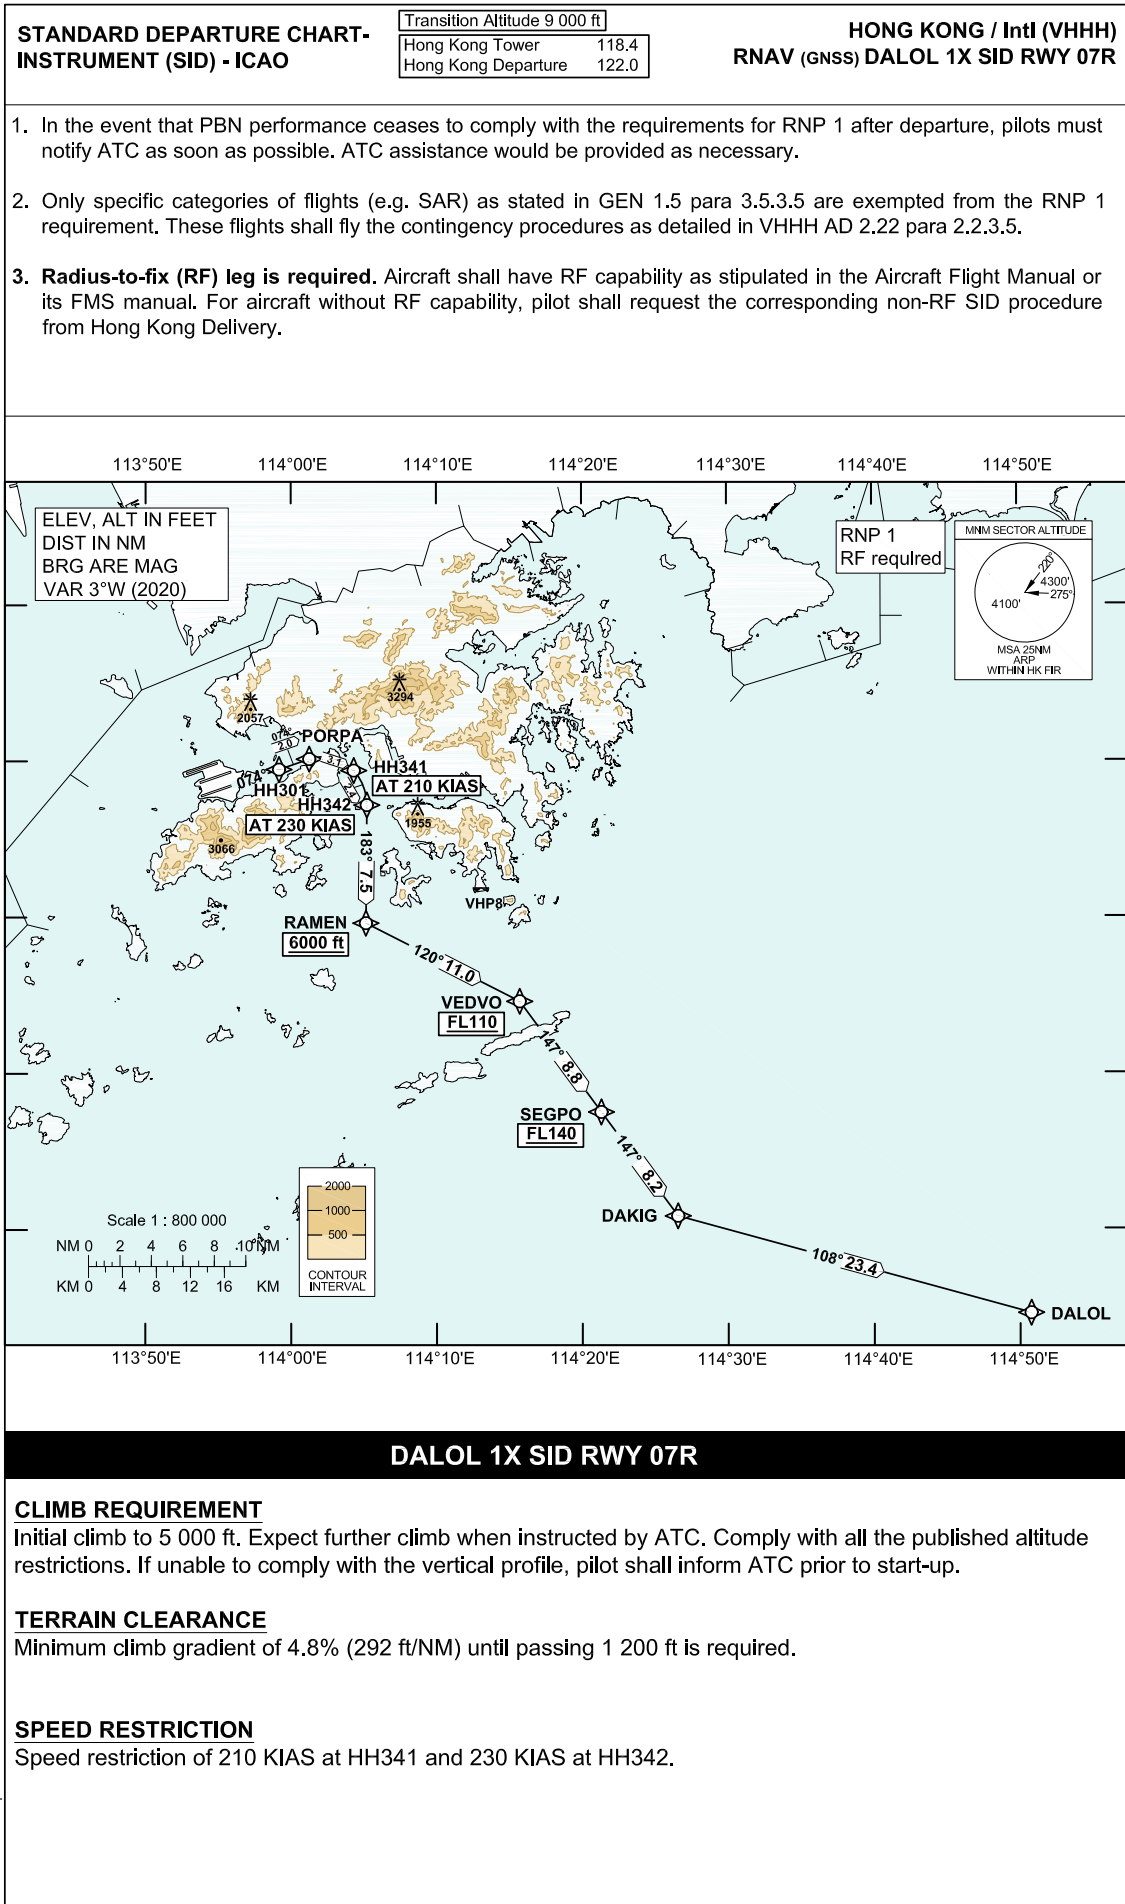 STANDARD DEPARTURE CHART-
INSTRUMENT (SID) - ICAO
Transition Altitude 9 000 ft
Hong Kong Tower 118.4
Hong Kong Departure 122.0
HONG KONG / Intl (VHHH)
RNAV (GNSS) DALOL 1X SID RWY 07R
1. In the event that PBN performance ceases to comply with the requirements for RNP 1 after departure, pilots must
notify ATC as soon as possible. ATC assistance would be provided as necessary.
2. Only specific categories of flights (e.g. SAR) as stated in GEN 1.5 para 3.5.3.5 are exempted from the RNP 1
requirement. These flights shall fly the contingency procedures as detailed in VHHH AD 2.22 para 2.2.3.5.
3. Radius-to-fix (RF) leg is required. Aircraft shall have RF capability as stipulated in the Aircraft Flight Manual or
its FMS manual. For aircraft without RF capability, pilot shall request the corresponding non-RF SID procedure
from Hong Kong Delivery.
113°50'E 114°00'E 114°10'E 114°20'E 114°30'E 114°40'E 114°50'E
ELEV, ALT IN FEET
DIST IN NM
BRG ARE MAG
VAR 3°W (2020)
RNP 1
RF required
MNM SECTOR ALTITUDE
220°
4300'
275°
4100'
MSA 25NM
ARP
WITHIN HK FIR
3294
2057
074°
2.0
PORPA
3.1
HH341
AT 210 KIAS
074°
HH301
2.4
HH342
AT 230 KIAS
1955
3066
183° 7.5
VHP8
RAMEN
6000 ft
120° 11.0
VEDVO
FL110
147° 8.8
SEGPO
FL140
147° 8.2
DAKIG
108° 23.4
DALOL
2000
1000
500
CONTOUR
INTERVAL
Scale 1 : 800 000
NM 0 2 4 6 8 10 NM
KM 0 4 8 12 16 KM
113°50'E 114°00'E 114°10'E 114°20'E 114°30'E 114°40'E 114°50'E
DALOL 1X SID RWY 07R
CLIMB REQUIREMENT
Initial climb to 5 000 ft. Expect further climb when instructed by ATC. Comply with all the published altitude
restrictions. If unable to comply with the vertical profile, pilot shall inform ATC prior to start-up.
TERRAIN CLEARANCE
Minimum climb gradient of 4.8% (292 ft/NM) until passing 1 200 ft is required.
SPEED RESTRICTION
Speed restriction of 210 KIAS at HH341 and 230 KIAS at HH342.